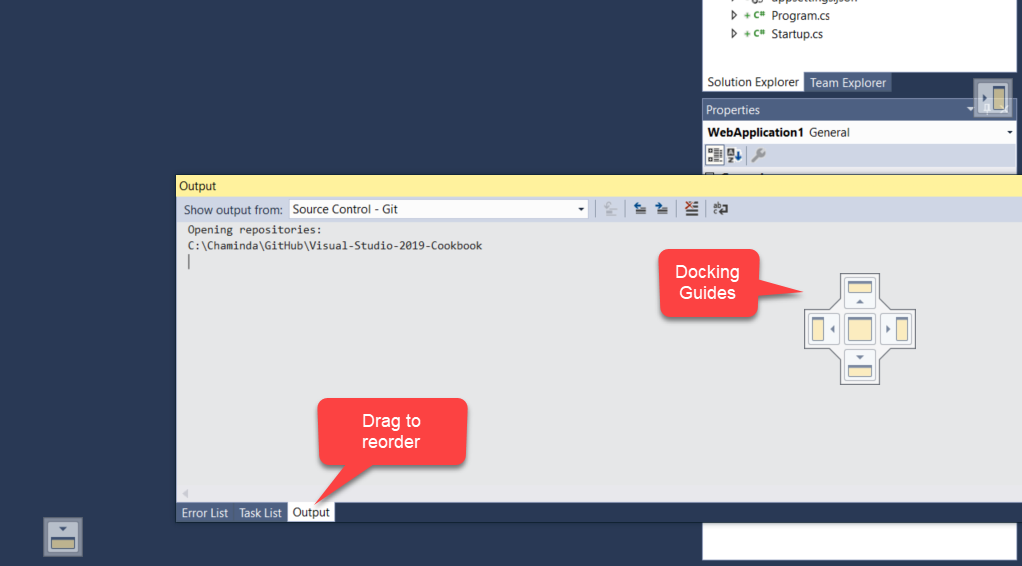 Program.cs
Startup.cs
Solution Explorer Team Explorer
Properties
WebApplication1 General
Output
Show output from: Source Control - Git
Opening repositories:
C:\Chaminda\GitHub\Visual-Studio-2019-Cookbook
Docking
Guides
Drag to
reorder
Error List Task List Output